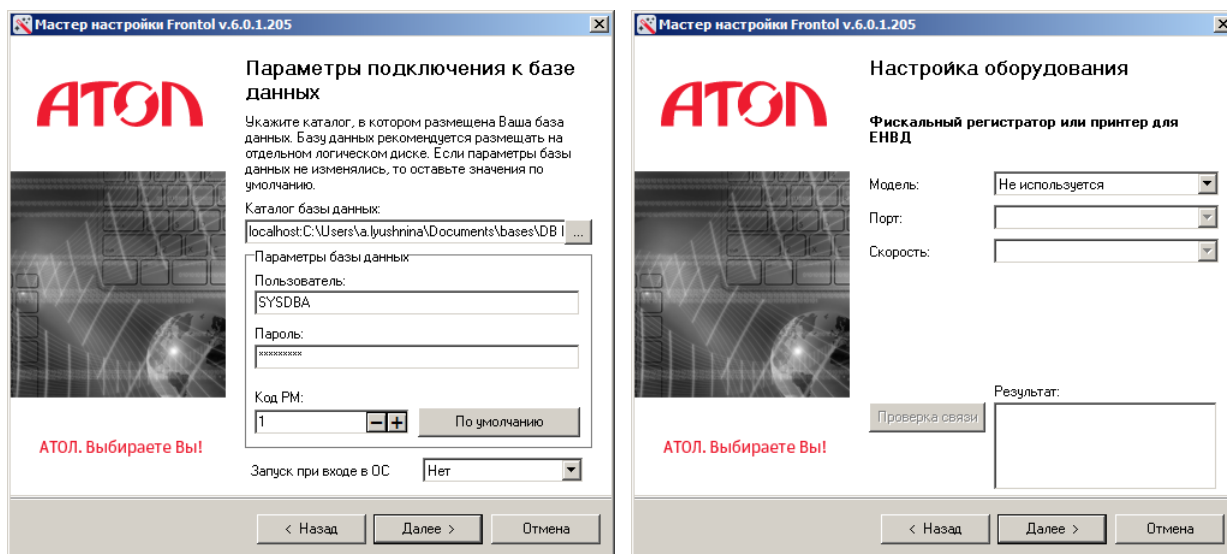 Мастер настройки Frontol v.6.0.1.205
АТОЛ
Параметры подключения к базе
данных
Укажите каталог, в котором размещена Ваша база
данных. Базу данных рекомендуется размещать на
отдельном логическом диске. Если параметры базы
данных не изменялись, то оставьте значения по
умолчанию.
Каталог базы данных:
localhost:C:\Users\a.lyushnina\Documents\bases\DB
...
Параметры базы данных
Пользователь:
SYSDBA
Пароль:
×××××××××
Код РМ:
1
По умолчанию
АТОЛ. Выбираете Вы!
Запуск при входе в ОС
Нет
< Назад
Далее >
Отмена
Мастер настройки Frontol v.6.0.1.205
АТОЛ
Настройка оборудования
Фискальный регистратор или принтер для
ЕНВД
Модель:
Не используется
Порт:
Скорость:
Результат:
Проверка связи
АТОЛ. Выбираете Вы!
< Назад
Далее >
Отмена